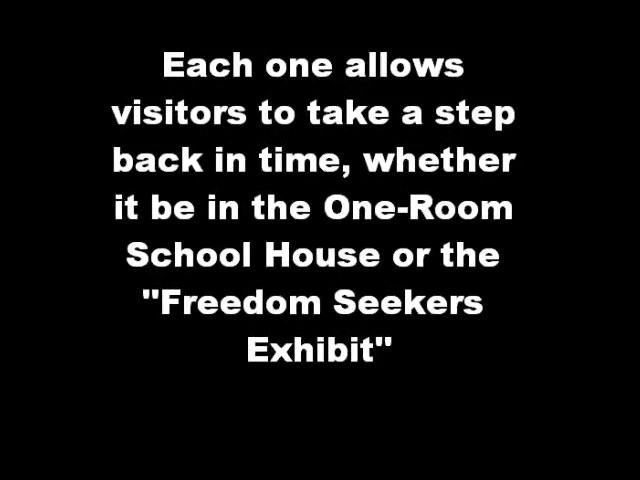 Each one allows
visitors to take a step
back in time, whether
it be in the One-Room
School House or the
"Freedom Seekers
Exhibit"